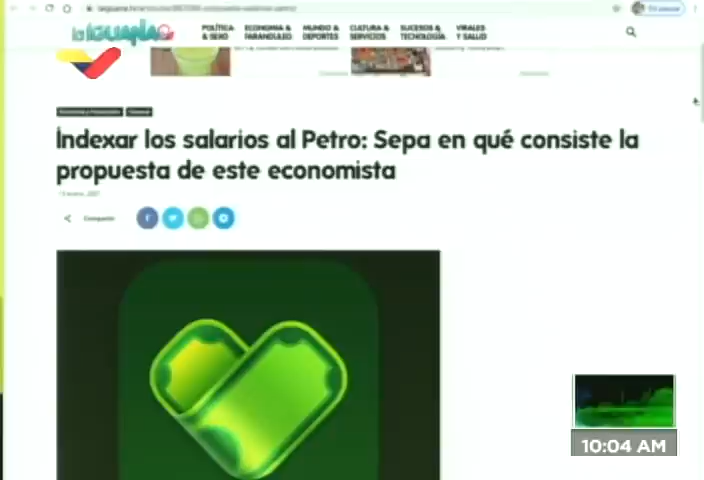 la IGUANA
POLÍTICA & SEXO
ECONOMÍA & FARANDULEO
MUNDO & DEPORTES
CULTURA & SERVICIOS
SUCESOS & TECNOLOGÍA
VIRALES Y SALUD
Indexar los salarios al Petro: Sepa en qué consiste la
propuesta de este economista
Compartir
10:04 AM